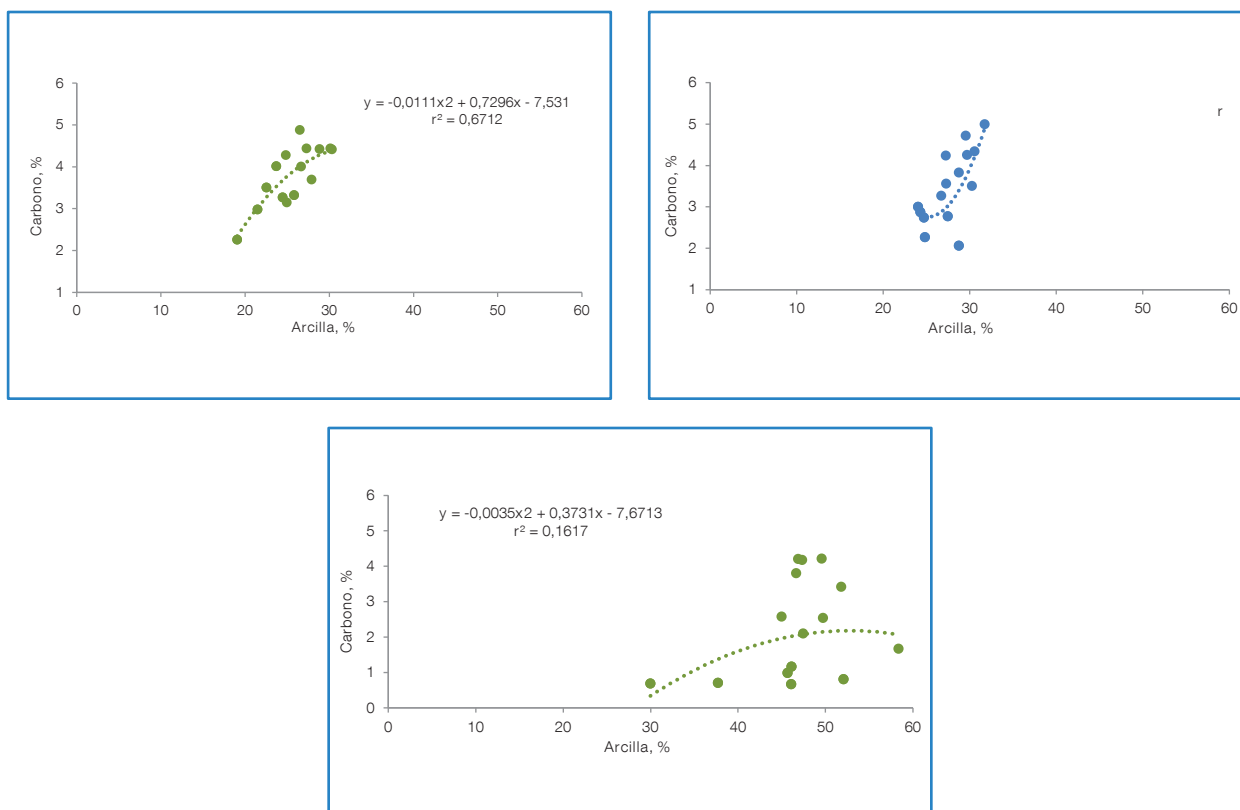 6
5
4
3
2
1
Carbono, %
y = -0,0111x2 + 0,7296x - 7,531
r² = 0,6712
0 10 20 30 40 50 60
Arcilla, %
6
5
4
3
2
1
Carbono, %
r
0 10 20 30 40 50 60
Arcilla, %
6
5
4
3
2
1
0
Carbono, %
y = -0,0035x2 + 0,3731x - 7,6713
r² = 0,1617
0 10 20 30 40 50 60
Arcilla, %